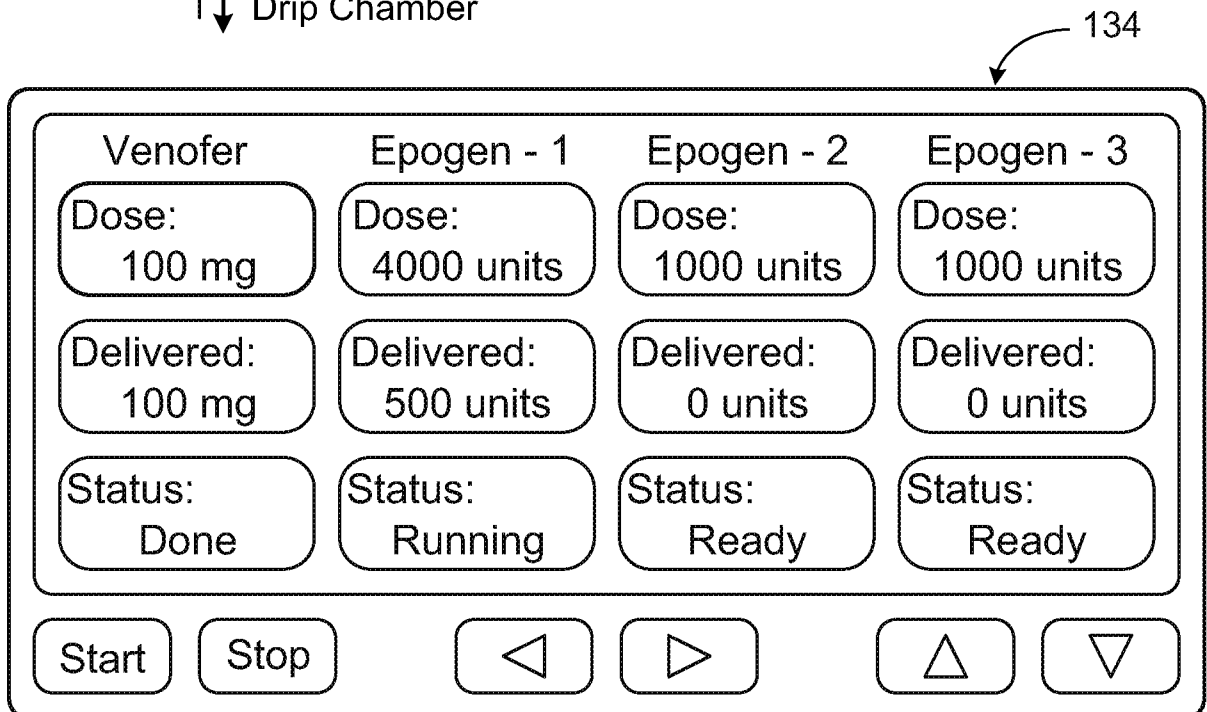 Drip Chamber
134
Venofer Epogen - 1 Epogen - 2 Epogen - 3
Dose: Dose: Dose: Dose:
100 mg 4000 units 1000 units 1000 units
Delivered: Delivered: Delivered: Delivered:
100 mg 500 units 0 units 0 units
Status: Status: Status: Status:
Done Running Ready Ready
Start Stop